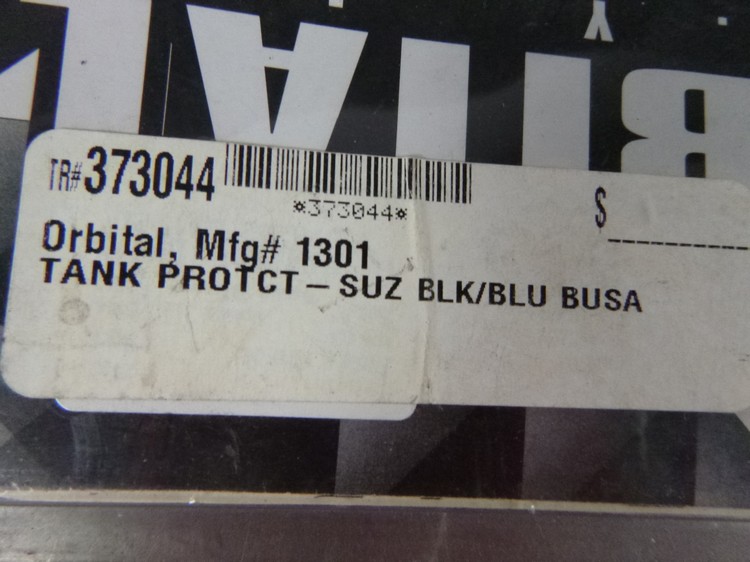 TR#373044
*373044*
$
Orbital, Mfg# 1301
TANK PROTCT – SUZ BLK/BLU BUSA